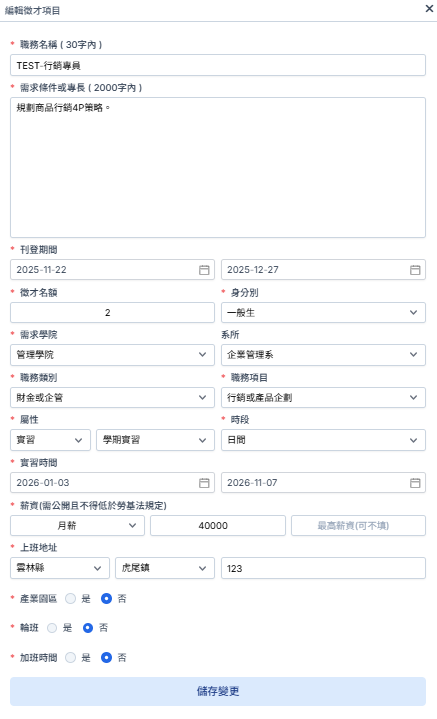 編輯徵才項目
* 職務名稱 ( 30字內 )
TEST-行銷專員
* 需求條件或專長 ( 2000字內 )
規劃商品行銷4P策略。
* 刊登期間
2025-11-22 2025-12-27
* 徵才名額 * 身分別
2 一般生
* 需求學院 系所
管理學院 企業管理系
* 職務類別 * 職務項目
財金或企管 行銷或產品企劃
* 屬性 * 時段
實習 學期實習 日間
* 實習時間
2026-01-03 2026-11-07
* 薪資(需公開且不得低於勞基法規定)
月薪 40000 最高薪資(可不填)
* 上班地址
雲林縣 虎尾鎮 123
* 產業園區 是 否
* 輪班 是 否
* 加班時間 是 否
儲存變更